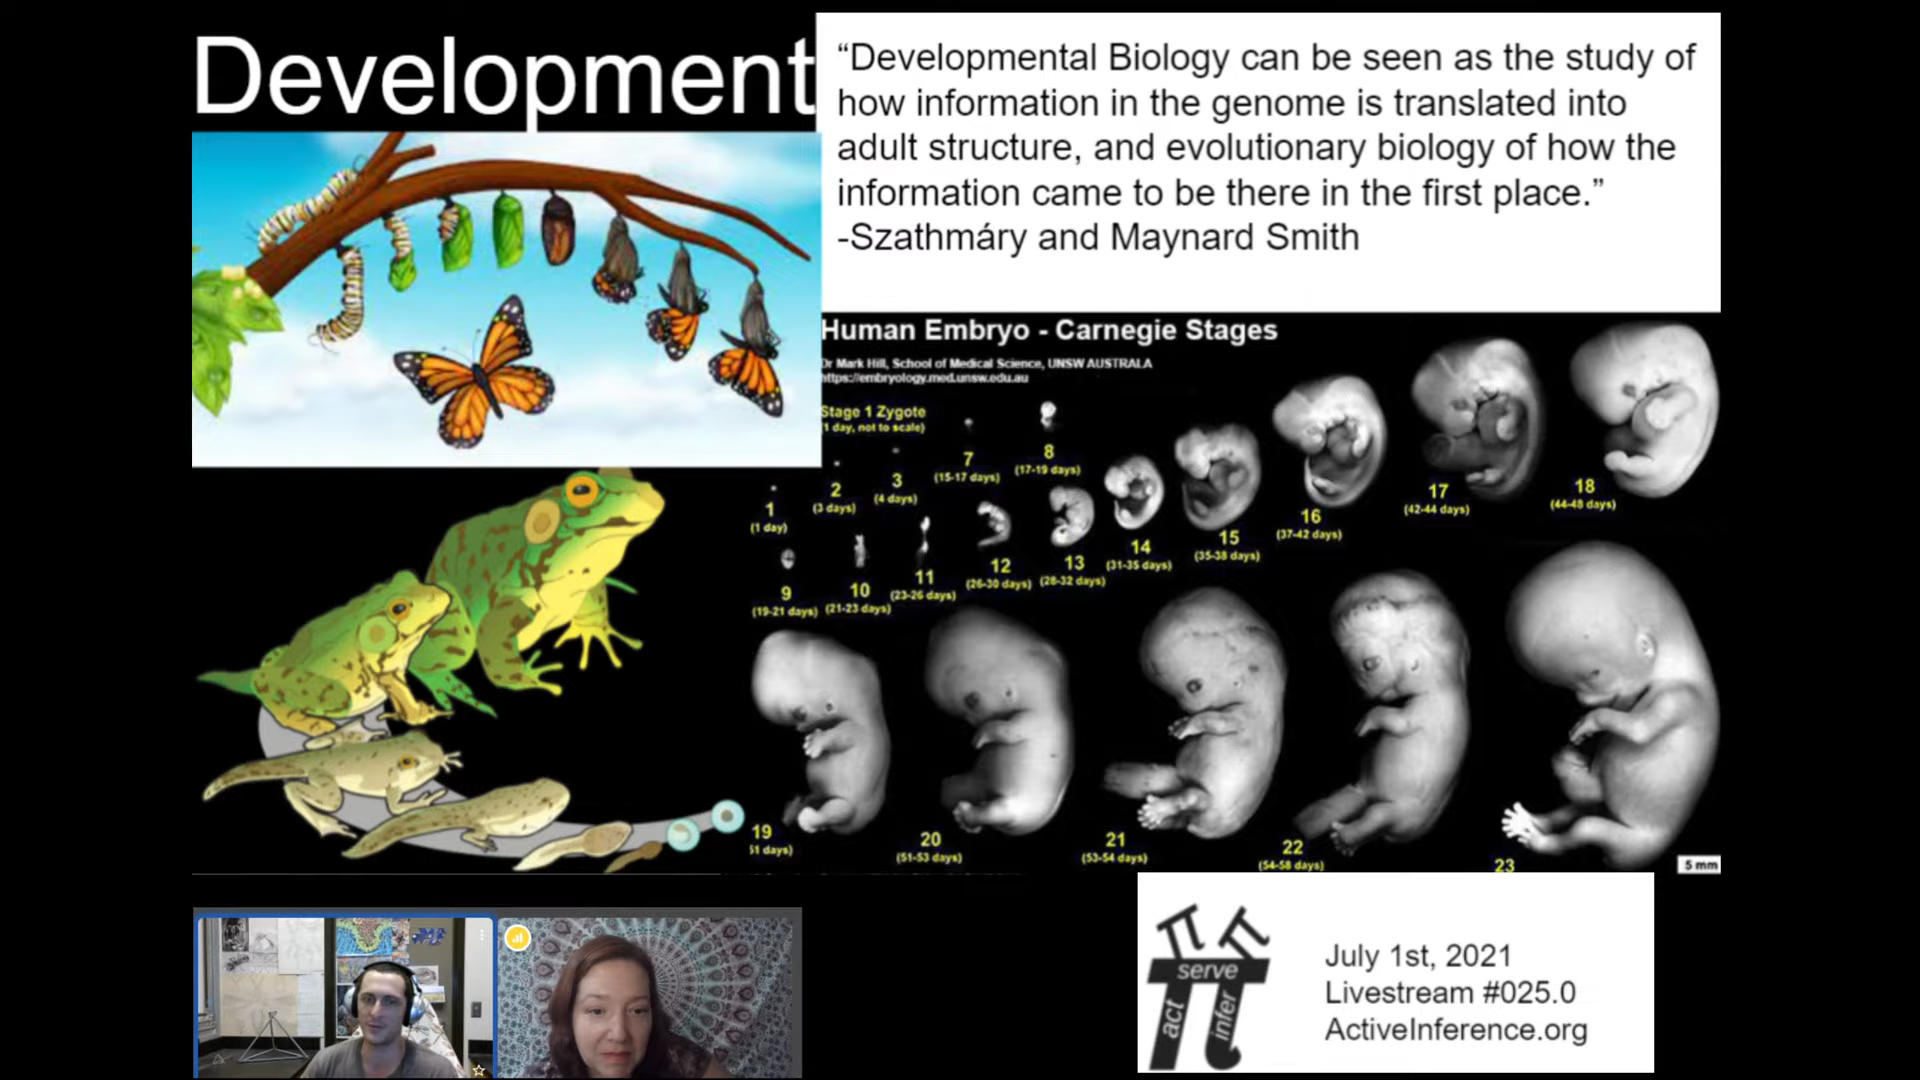 Development
“Developmental Biology can be seen as the study of
how information in the genome is translated into
adult structure, and evolutionary biology of how the
information came to be there in the first place.”
-Szathmáry and Maynard Smith
Human Embryo - Carnegie Stages
Dr Mark Hill, School of Medical Science, UNSW AUSTRALA
https://embryology.med.unsw.edu.au
Stage 1 Zygote
(1 day, not to scale)
1
(1 day)
2
(3 days)
3
(4 days)
7
(15-17 days)
8
(17-19 days)
9
(19-21 days)
10
(21-23 days)
11
(23-26 days)
12
(26-30 days)
13
(28-32 days)
14
(31-35 days)
15
(35-38 days)
16
(37-42 days)
17
(42-44 days)
18
(44-48 days)
19
51 days)
20
(51-53 days)
21
(53-54 days)
22
(54-58 days)
23
5 mm
serve
act
infer
July 1st, 2021
Livestream #025.0
ActiveInference.org